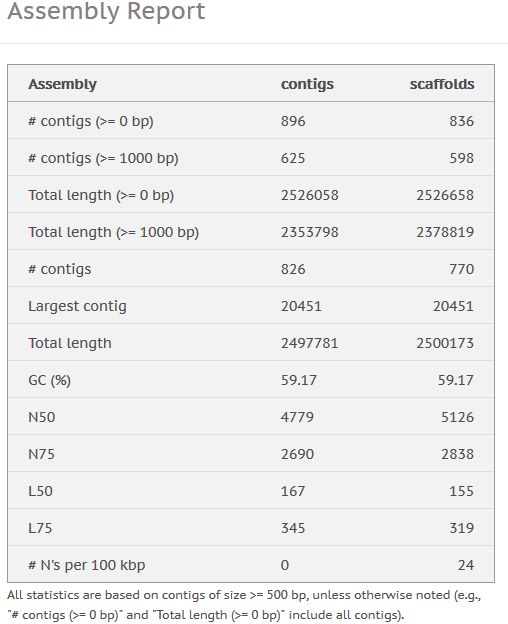 Assembly Report
Assembly contigs scaffolds
# contigs (>= 0 bp) 896 836
# contigs (>= 1000 bp) 625 598
Total length (>= 0 bp) 2526058 2526658
Total length (>= 1000 bp) 2353798 2378819
# contigs 826 770
Largest contig 20451 20451
Total length 2497781 2500173
GC (%) 59.17 59.17
N50 4779 5126
N75 2690 2838
L50 167 155
L75 345 319
# N's per 100 kbp 0 24
All statistics are based on contigs of size >= 500 bp, unless otherwise noted (e.g.,
"# contigs (>= 0 bp)" and "Total length (>= 0 bp)" include all contigs).